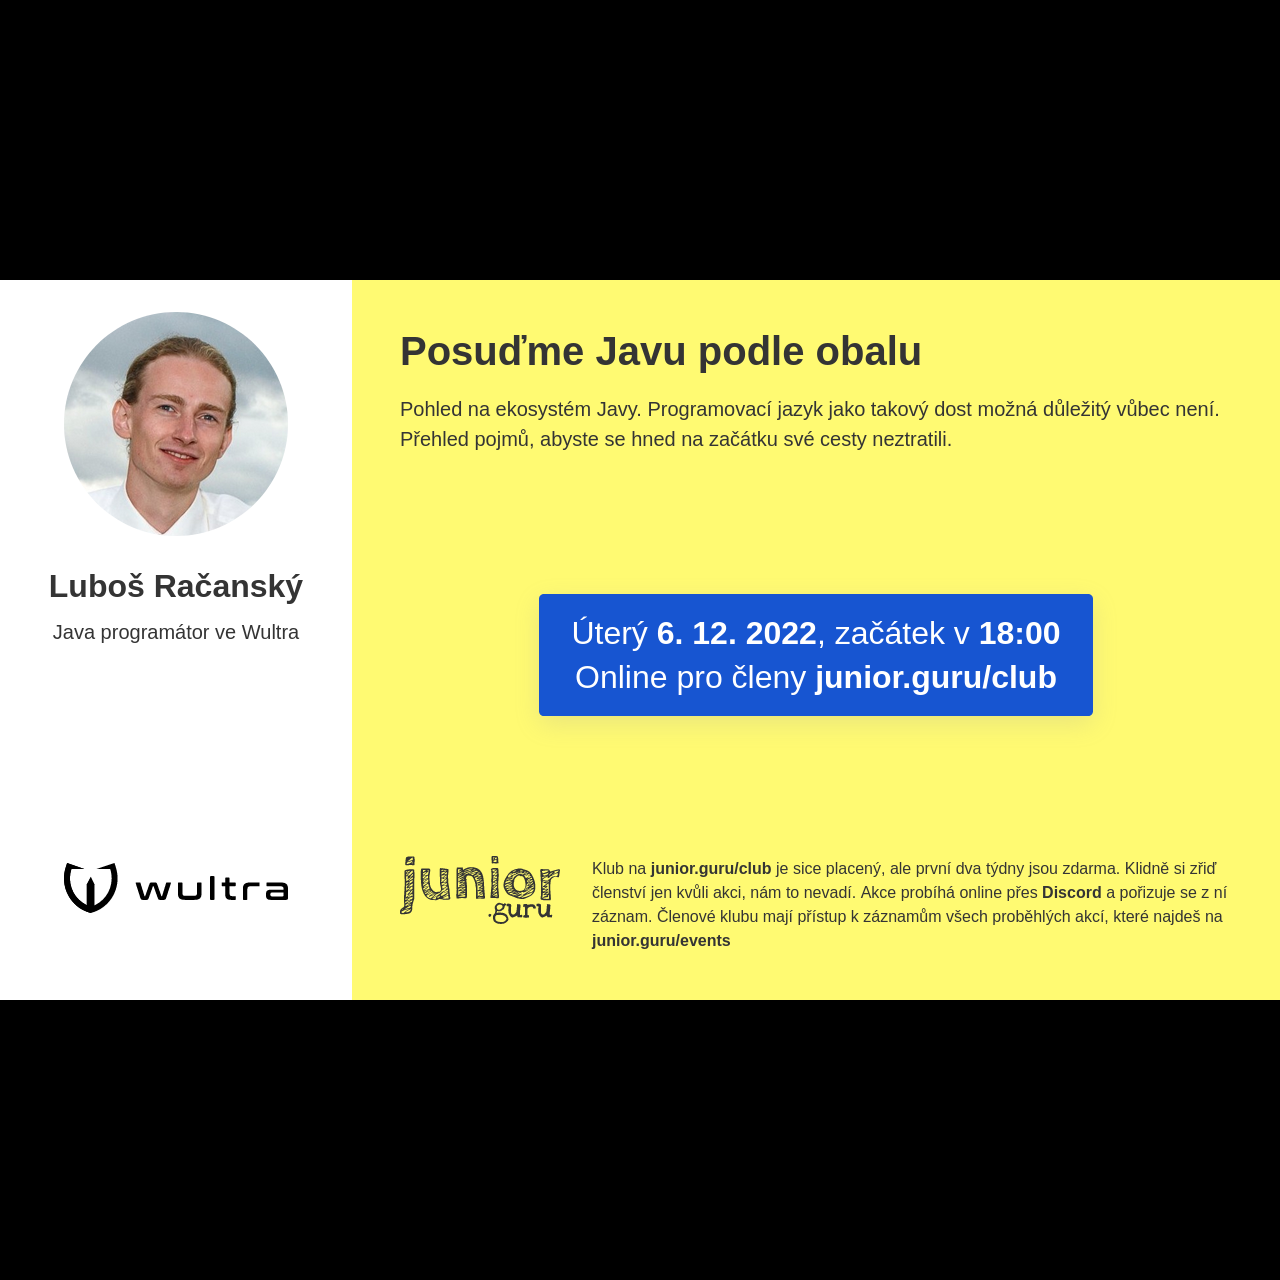 Luboš Račanský
Java programátor ve Wultra
wultra
Posuďme Javu podle obalu
Pohled na ekosystém Javy. Programovací jazyk jako takový dost možná důležitý vůbec není.
Přehled pojmů, abyste se hned na začátku své cesty neztratili.
Úterý 6. 12. 2022, začátek v 18:00
Online pro členy junior.guru/club
junior
.guru
Klub na junior.guru/club je sice placený, ale první dva týdny jsou zdarma. Klidně si zřiď
členství jen kvůli akci, nám to nevadí. Akce probíhá online přes Discord a pořizuje se z ní
záznam. Členové klubu mají přístup k záznamům všech proběhlých akcí, které najdeš na
junior.guru/events